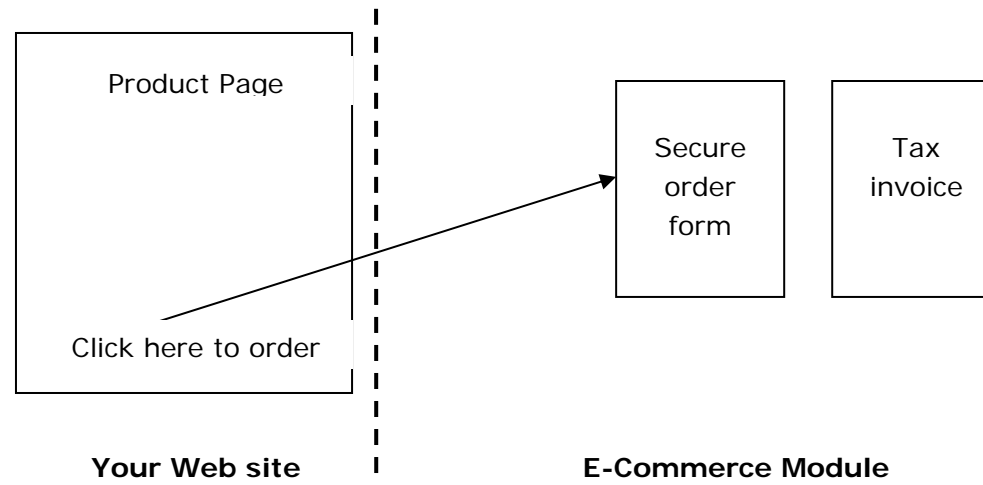 Product Page
Click here to order
Secure
order
form
Tax
invoice
Your Web site
E-Commerce Module